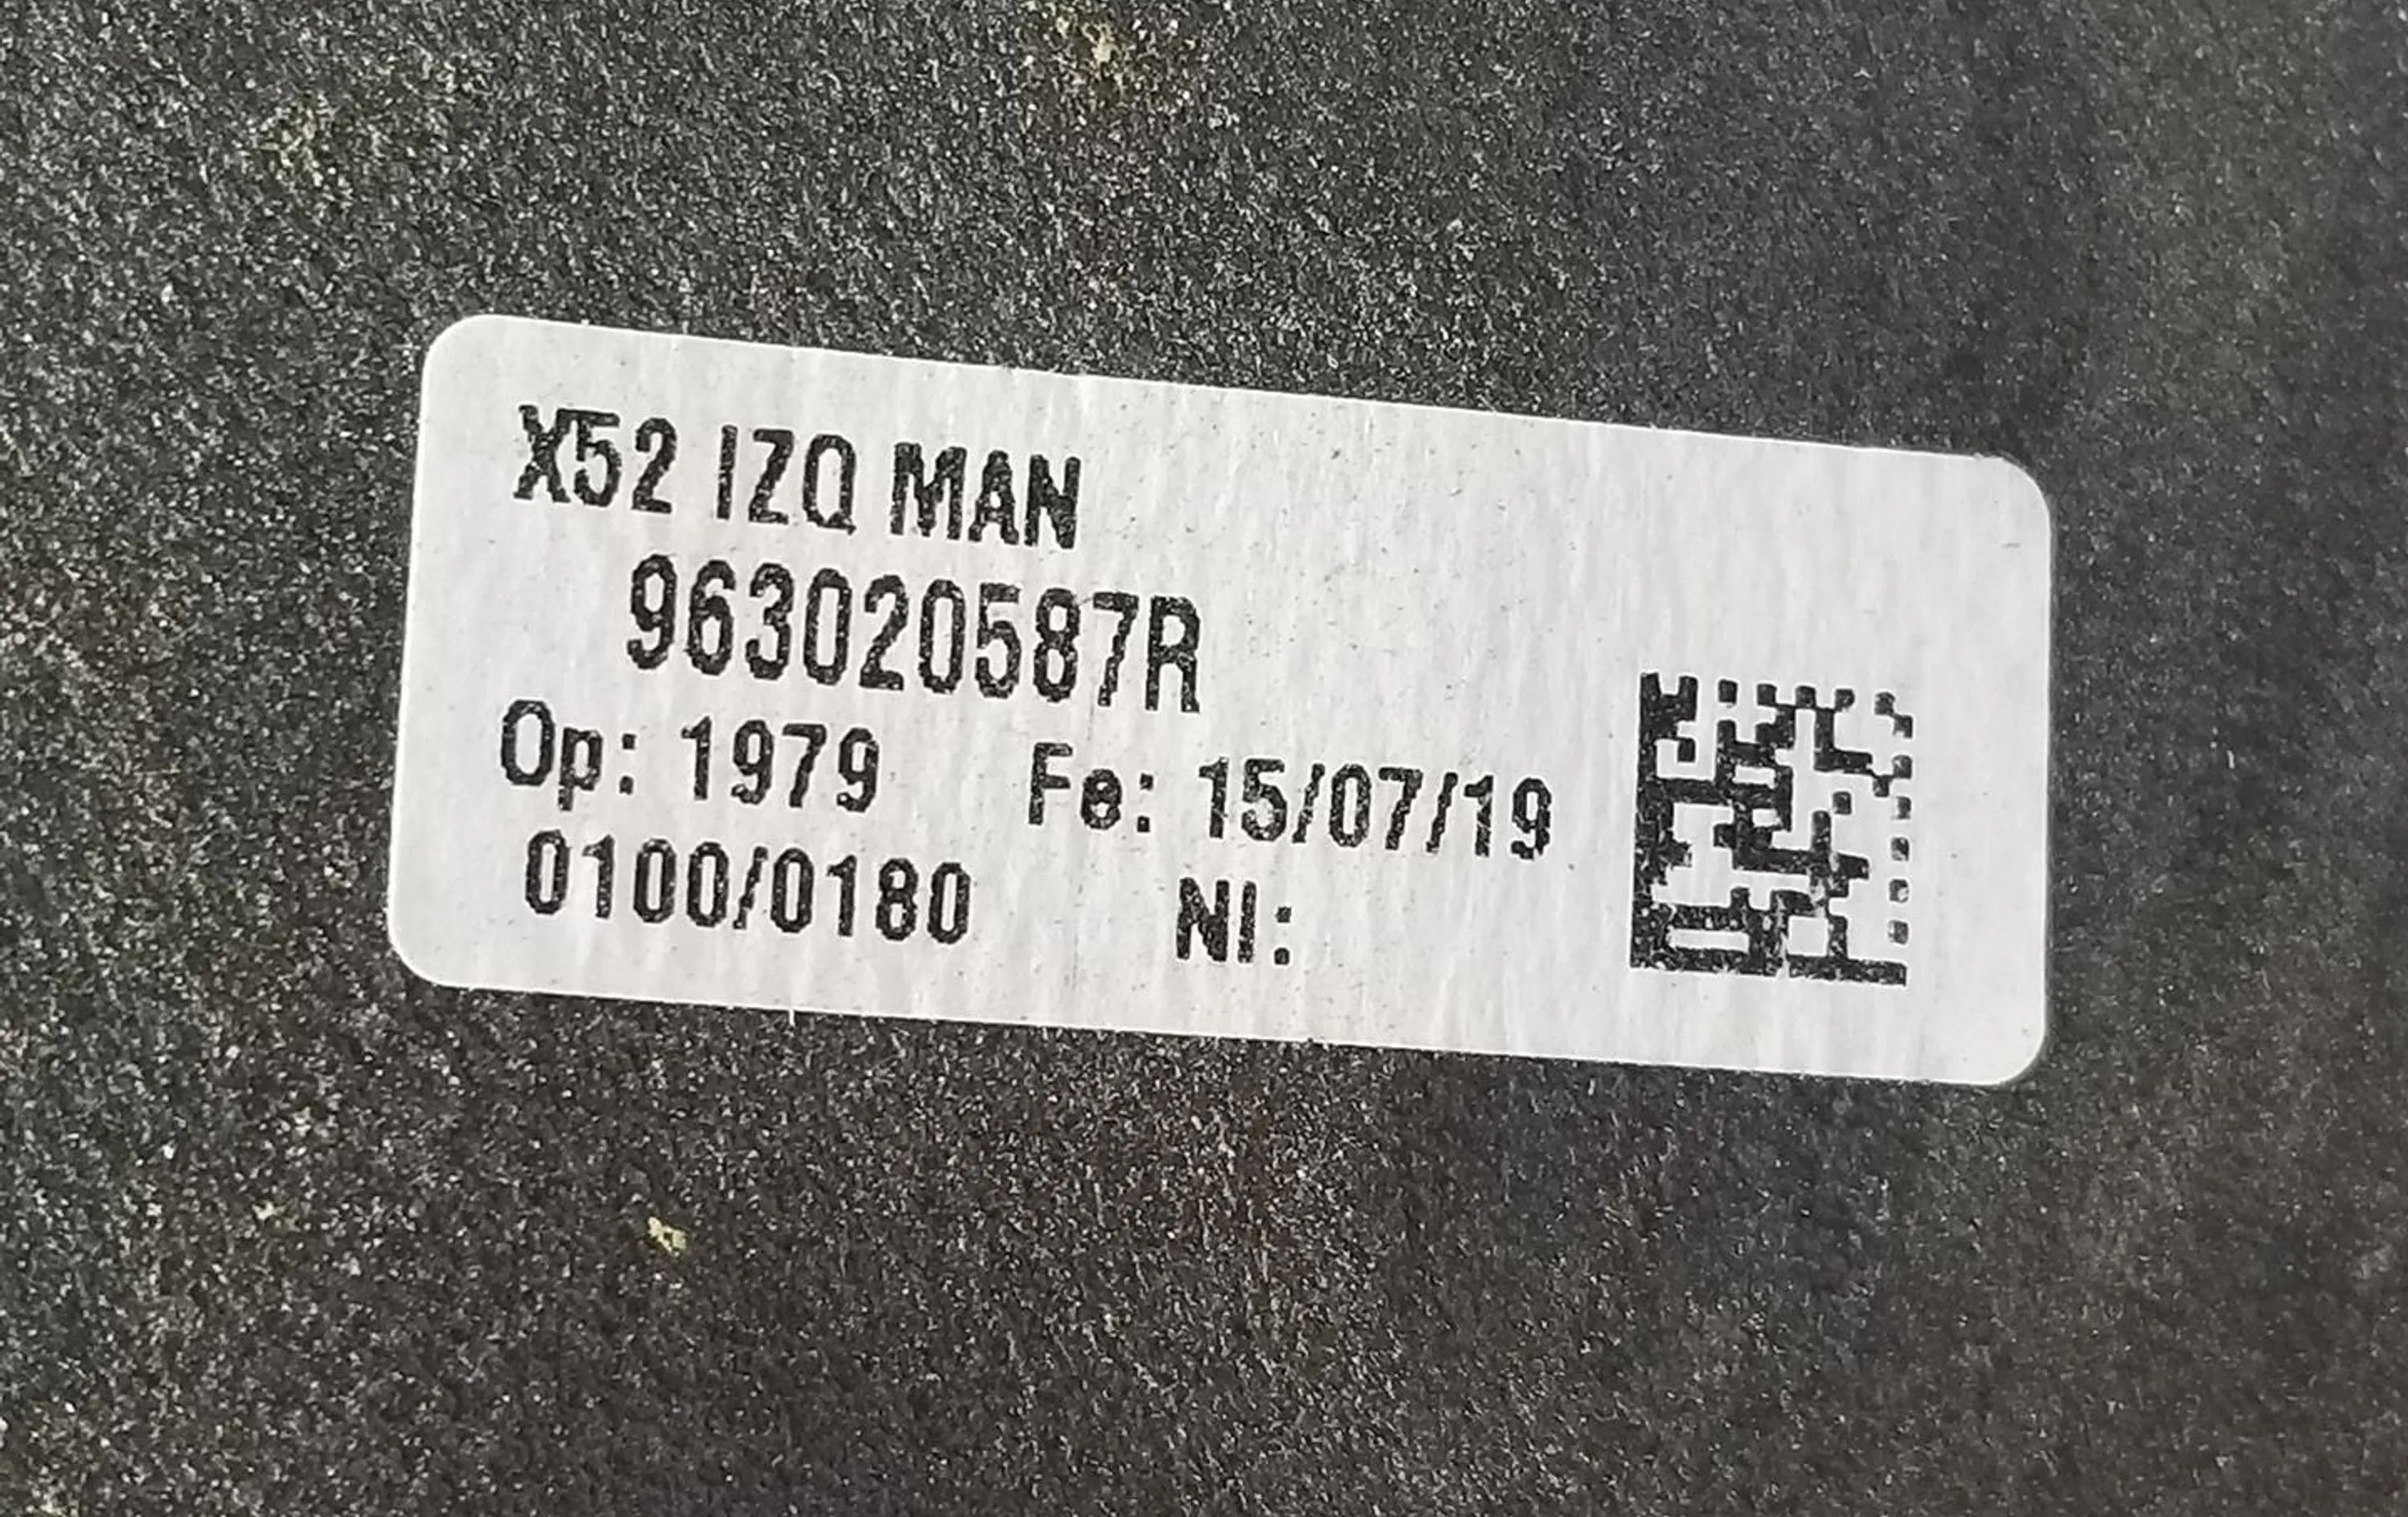 X52 IZQ MAN
963020587R
Op: 1979 Fe: 15/07/19
0100/0180 NI: